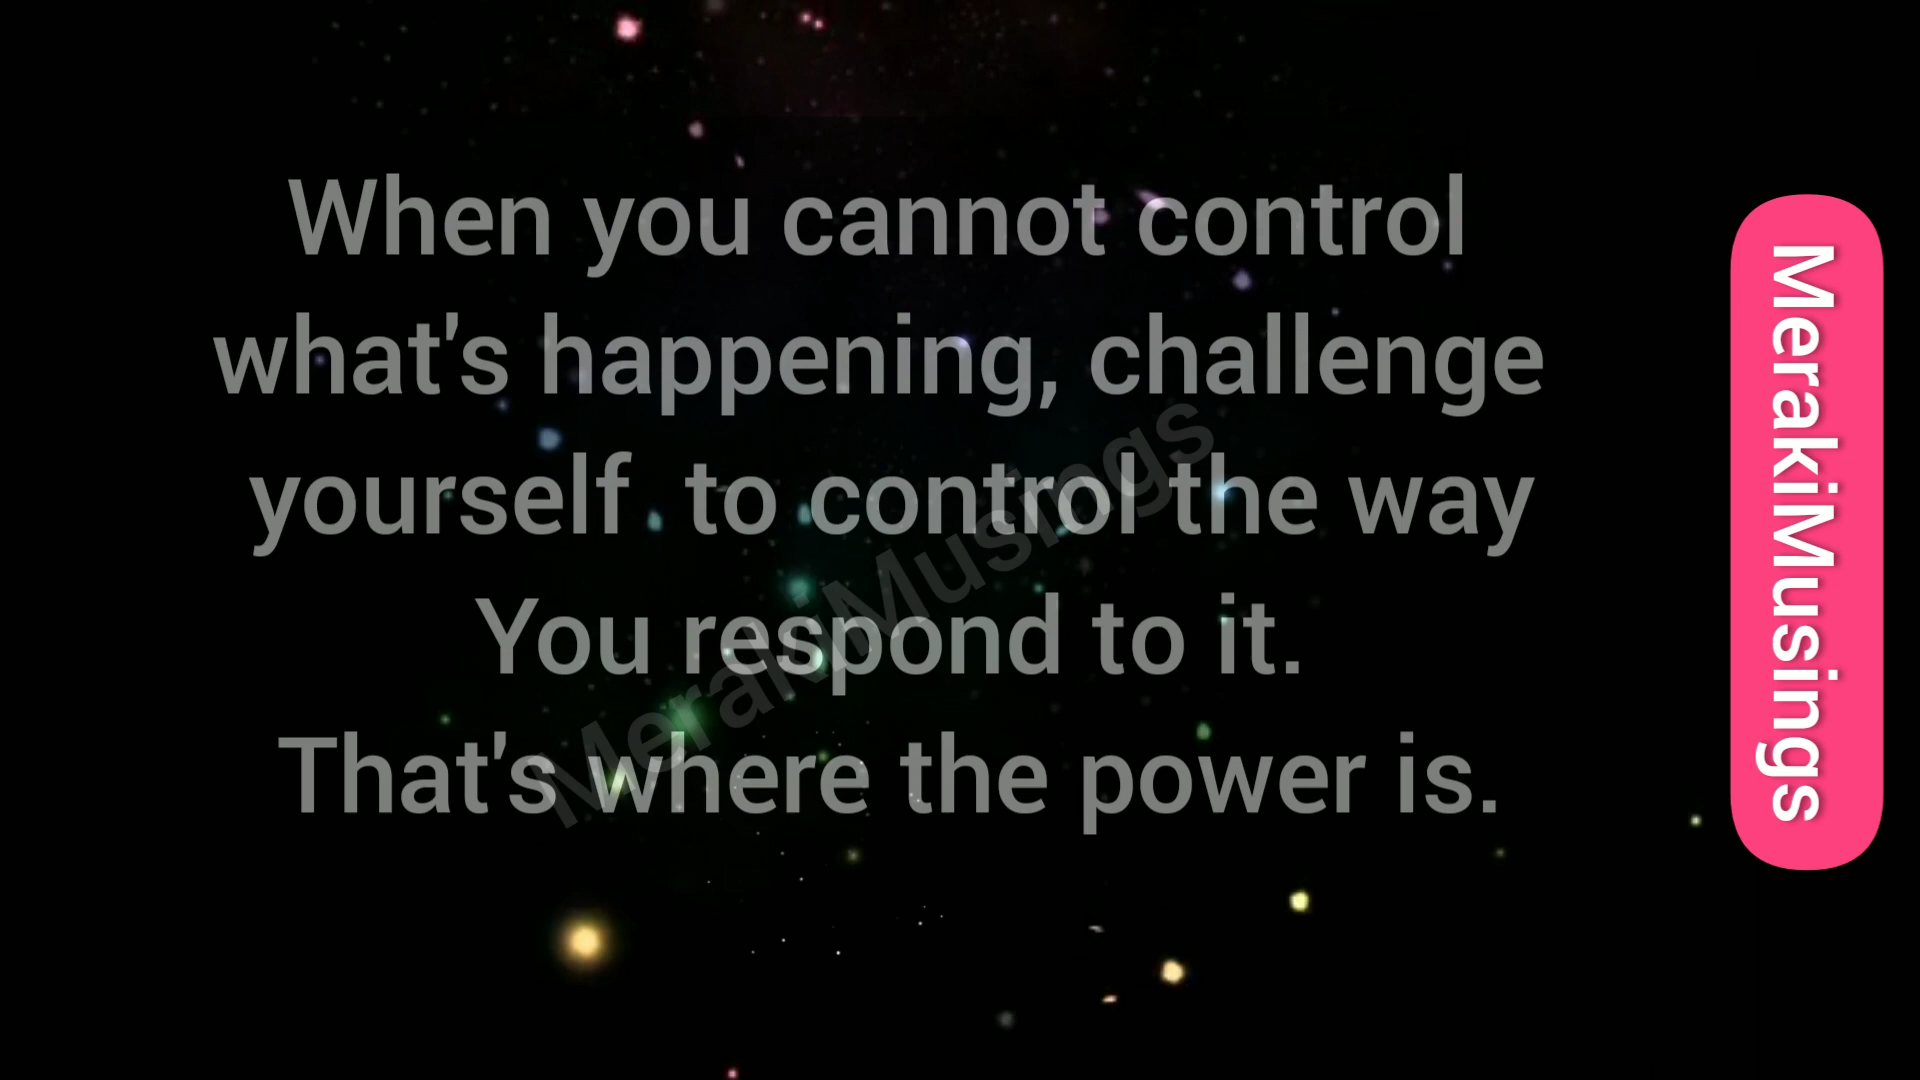 When you cannot control
what's happening, challenge
yourself  to control the way
You respond to it.
That's where the power is.
MerakiMusings
MerakiMusings